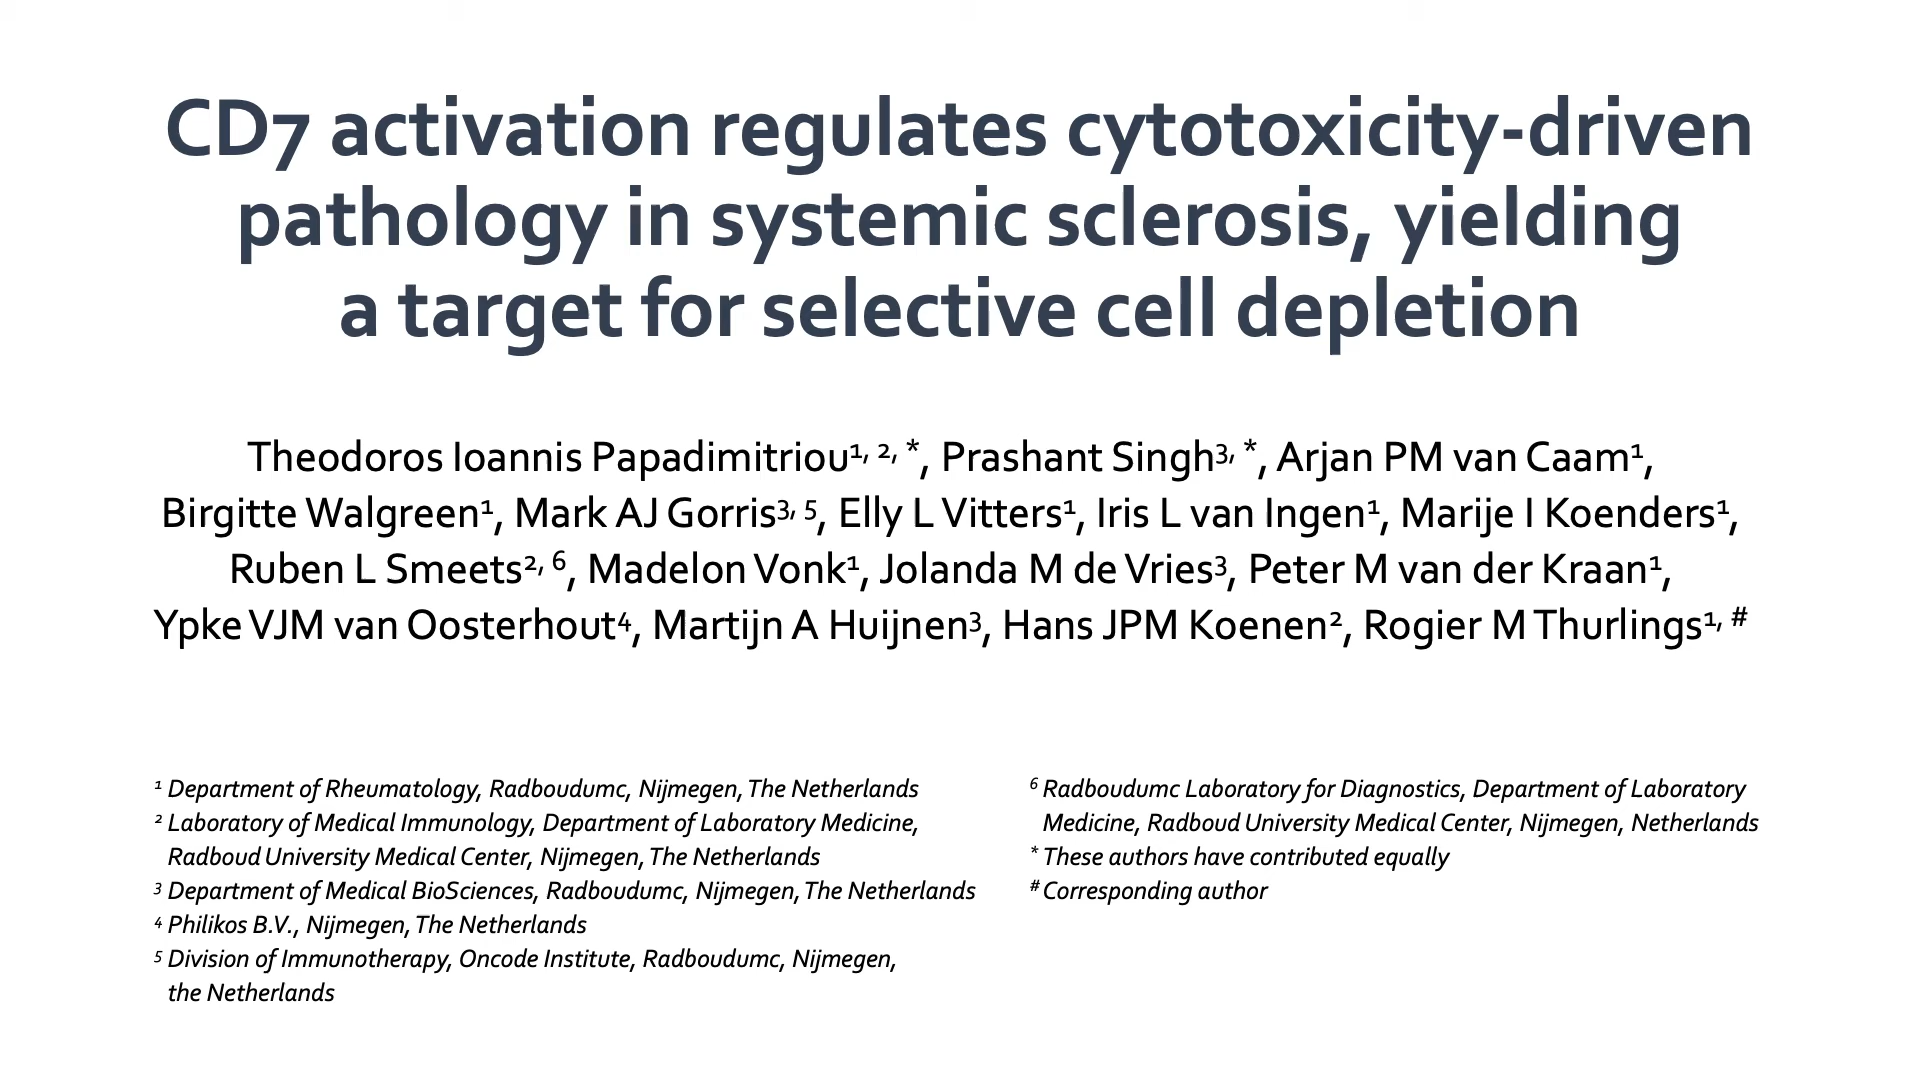 CD7 activation regulates cytotoxicity-driven
pathology in systemic sclerosis, yielding
a target for selective cell depletion
Theodoros Ioannis Papadimitriou¹, ², *, Prashant Singh³, *, Arjan PM van Caam¹,
Birgitte Walgreen¹, Mark AJ Gorris³, ⁵, Elly L Vitters¹, Iris L van Ingen¹, Marije I Koenders¹,
Ruben L Smeets², ⁶, Madelon Vonk¹, Jolanda M de Vries³, Peter M van der Kraan¹,
Ypke VJM van Oosterhout⁴, Martijn A Huijnen³, Hans JPM Koenen², Rogier M Thurlings¹, #
¹ Department of Rheumatology, Radboudumc, Nijmegen, The Netherlands
² Laboratory of Medical Immunology, Department of Laboratory Medicine,
Radboud University Medical Center, Nijmegen, The Netherlands
³ Department of Medical BioSciences, Radboudumc, Nijmegen, The Netherlands
⁴ Philikos B.V., Nijmegen, The Netherlands
⁵ Division of Immunotherapy, Oncode Institute, Radboudumc, Nijmegen,
the Netherlands
⁶ Radboudumc Laboratory for Diagnostics, Department of Laboratory
Medicine, Radboud University Medical Center, Nijmegen, Netherlands
* These authors have contributed equally
# Corresponding author